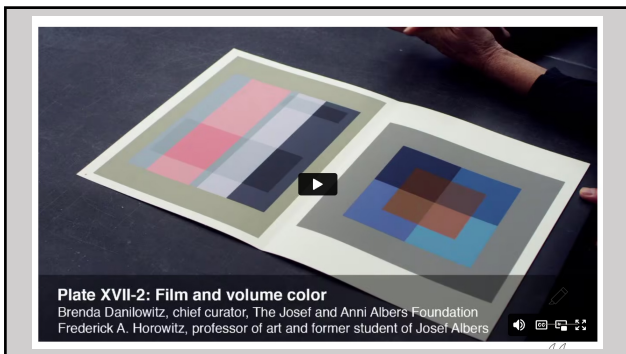 Plate XVII-2: Film and volume color
Brenda Danilowitz, chief curator, The Josef and Anni Albers Foundation
Frederick A. Horowitz, professor of art and former student of Josef Albers
CC